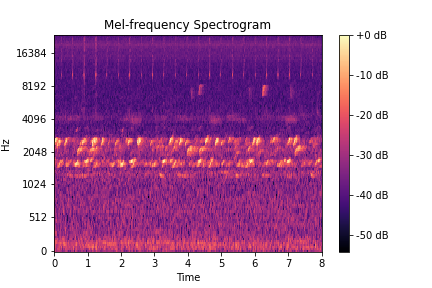 Mel-frequency Spectrogram
Hz
16384
8192
4096
2048
1024
512
0
0 1 2 3 4 5 6 7 8
Time
+0 dB
-10 dB
-20 dB
-30 dB
-40 dB
-50 dB